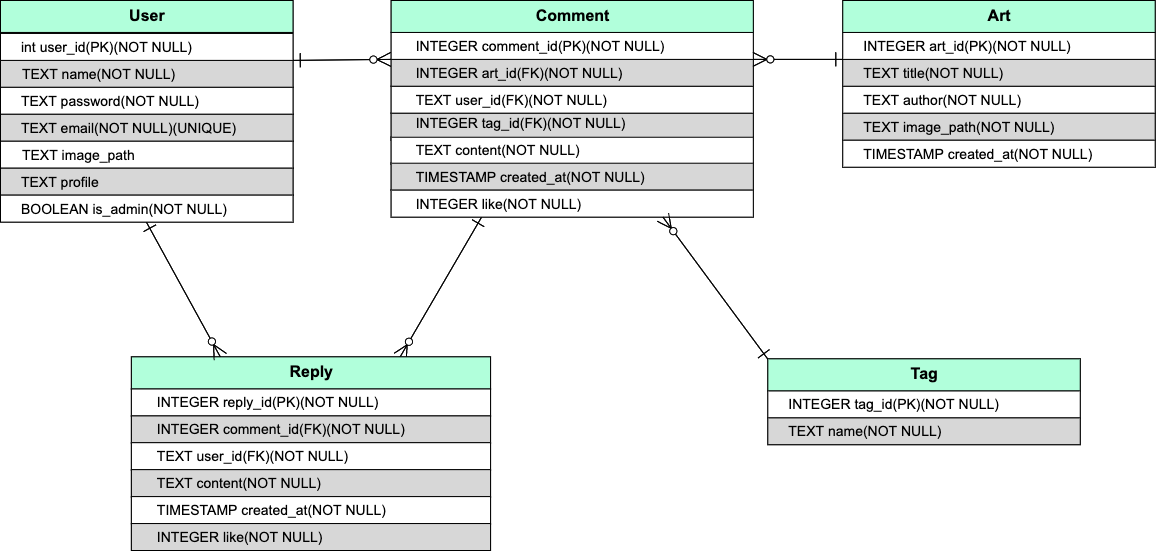 User
int user_id(PK)(NOT NULL)
TEXT name(NOT NULL)
TEXT password(NOT NULL)
TEXT email(NOT NULL)(UNIQUE)
TEXT image_path
TEXT profile
BOOLEAN is_admin(NOT NULL)
Comment
INTEGER comment_id(PK)(NOT NULL)
INTEGER art_id(FK)(NOT NULL)
TEXT user_id(FK)(NOT NULL)
INTEGER tag_id(FK)(NOT NULL)
TEXT content(NOT NULL)
TIMESTAMP created_at(NOT NULL)
INTEGER like(NOT NULL)
Art
INTEGER art_id(PK)(NOT NULL)
TEXT title(NOT NULL)
TEXT author(NOT NULL)
TEXT image_path(NOT NULL)
TIMESTAMP created_at(NOT NULL)
Reply
INTEGER reply_id(PK)(NOT NULL)
INTEGER comment_id(FK)(NOT NULL)
TEXT user_id(FK)(NOT NULL)
TEXT content(NOT NULL)
TIMESTAMP created_at(NOT NULL)
INTEGER like(NOT NULL)
Tag
INTEGER tag_id(PK)(NOT NULL)
TEXT name(NOT NULL)